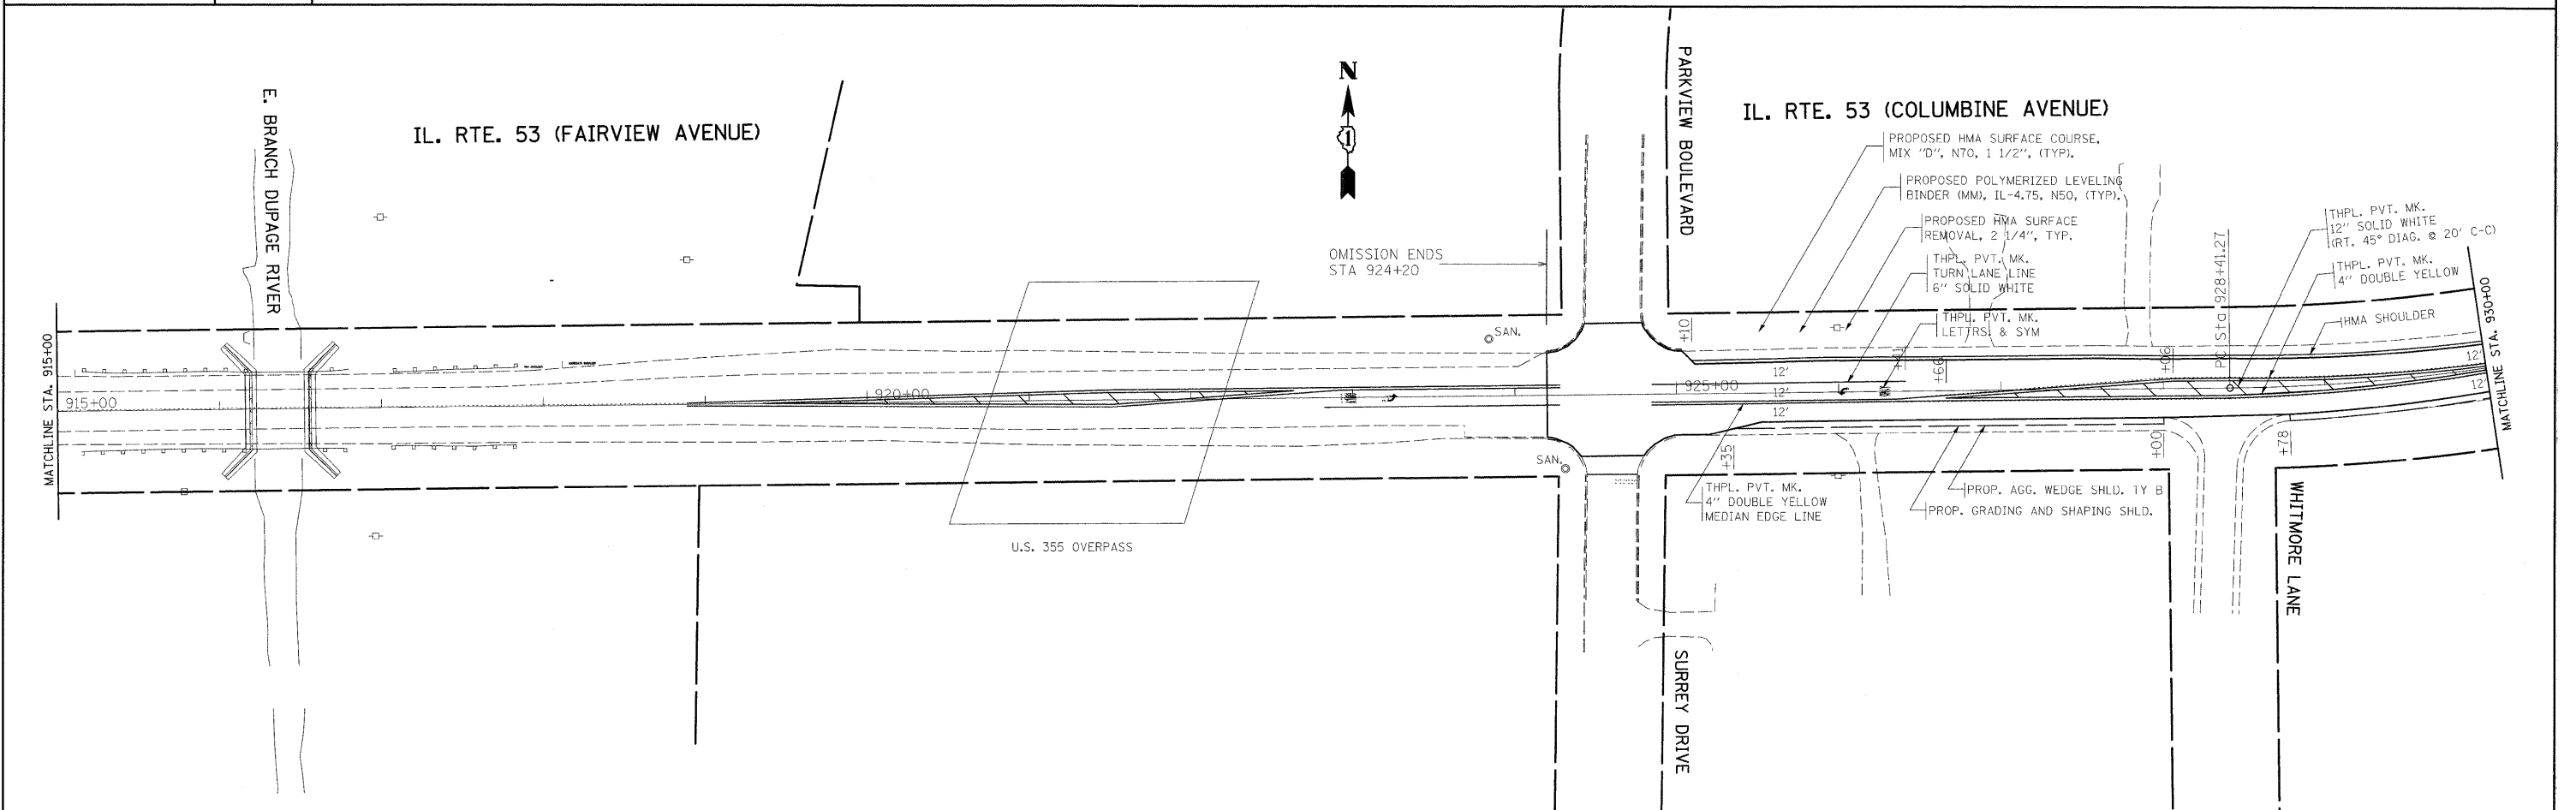 E. BRANCH DUPAGE RIVER
IL. RTE. 53 (FAIRVIEW AVENUE)
N
1
PARKVIEW BOULEVARD
IL. RTE. 53 (COLUMBINE AVENUE)
PROPOSED HMA SURFACE COURSE,
MIX "D", N70, 1 1/2", (TYP).
PROPOSED POLYMERIZED LEVELING
BINDER (MM), IL-4.75, N50, (TYP).
PROPOSED HMA SURFACE
REMOVAL, 2 1/4", TYP.
THPL. PVT. MK.
TURN LANE LINE
6" SOLID WHITE
THPL. PVT. MK.
LETTRS. & SYM
THPL. PVT. MK.
12" SOLID WHITE
(RT. 45° DIAG. @ 20' C-C)
THPL. PVT. MK.
4" DOUBLE YELLOW
HMA SHOULDER
PC Sta 928+41.27
OMISSION ENDS
STA 924+20
SAN.
SAN.
MATCHLINE STA. 915+00
915+00
920+00
925+00
MATCHLINE STA. 930+00
+10
+66
+06
12'
12'
12'
12'
12'
+35
+00
+78
THPL. PVT. MK.
4" DOUBLE YELLOW
MEDIAN EDGE LINE
PROP. AGG. WEDGE SHLD. TY B
PROP. GRADING AND SHAPING SHLD.
U.S. 355 OVERPASS
WHITMORE LANE
SURREY DRIVE